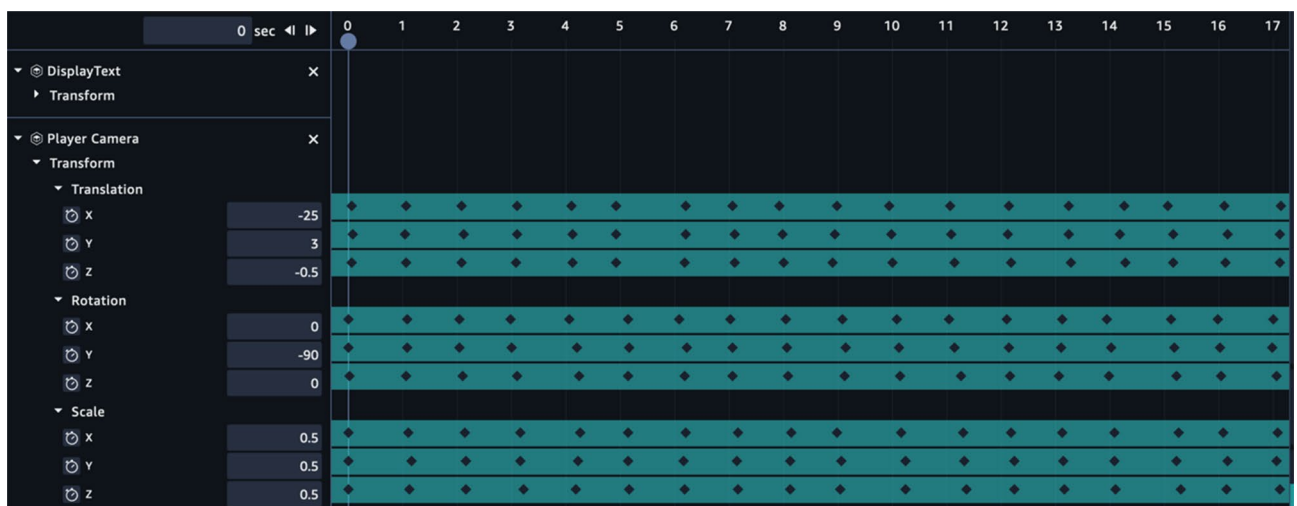 0 sec 0 1 2 3 4 5 6 7 8 9 10 11 12 13 14 15 16 17
DisplayText
Transform
Player Camera
Transform
Translation
X -25
Y 3
Z -0.5
Rotation
X 0
Y -90
Z 0
Scale
X 0.5
Y 0.5
Z 0.5